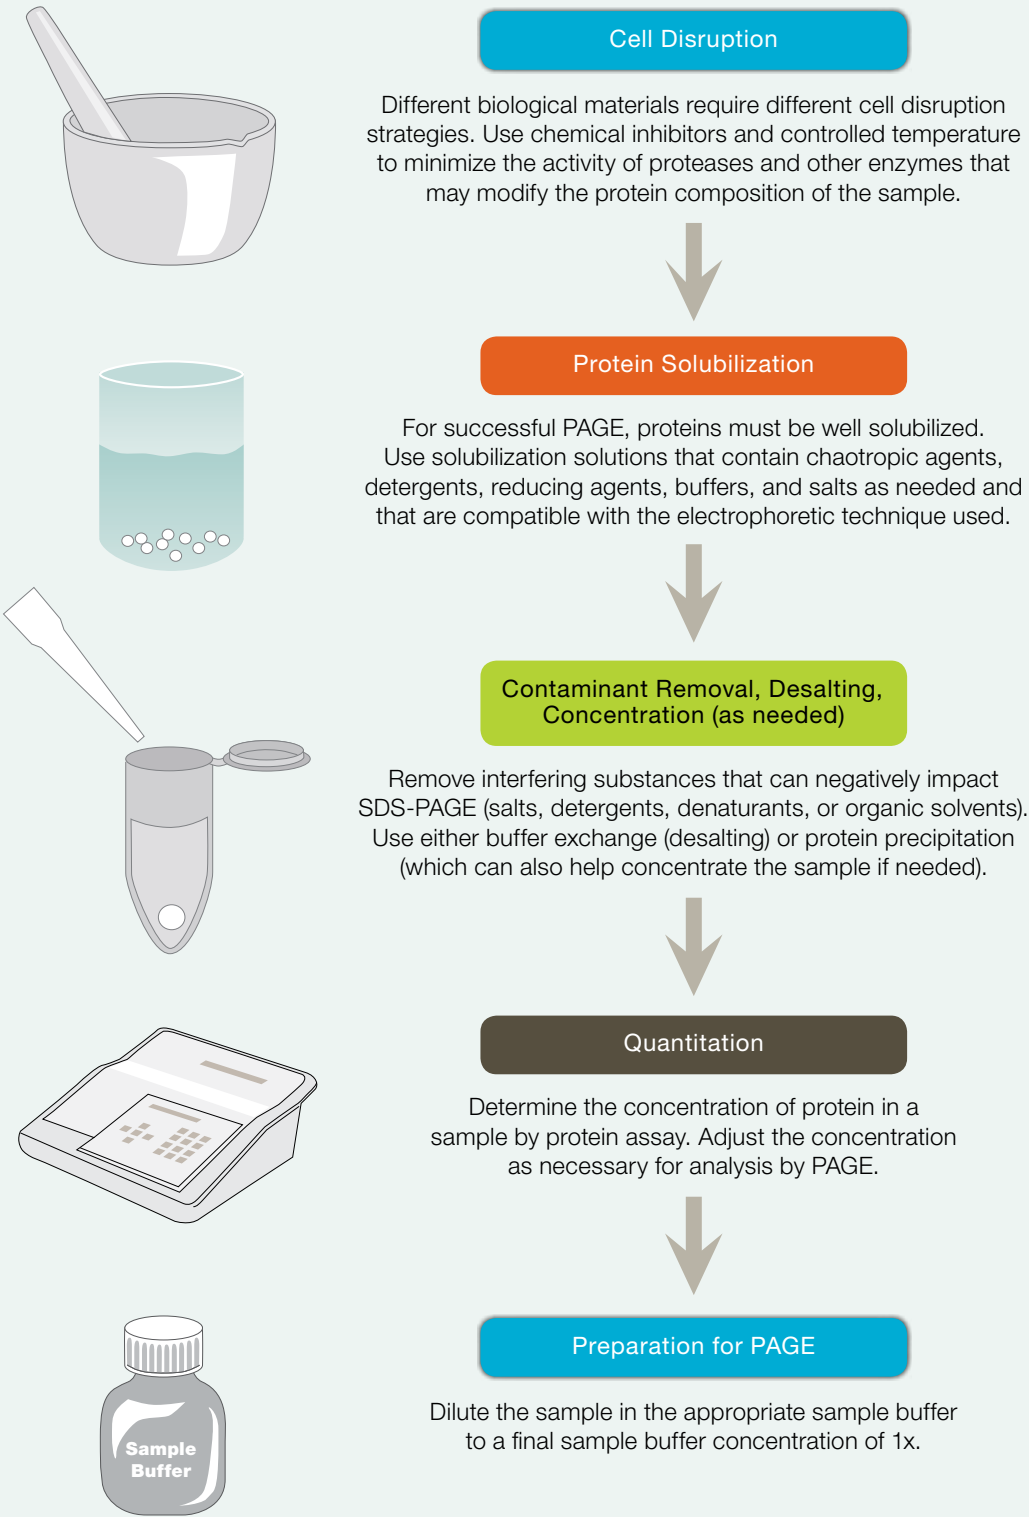 Cell Disruption
Different biological materials require different cell disruption
strategies. Use chemical inhibitors and controlled temperature
to minimize the activity of proteases and other enzymes that
may modify the protein composition of the sample.
Protein Solubilization
For successful PAGE, proteins must be well solubilized.
Use solubilization solutions that contain chaotropic agents,
detergents, reducing agents, buffers, and salts as needed and
that are compatible with the electrophoretic technique used.
Contaminant Removal, Desalting,
Concentration (as needed)
Remove interfering substances that can negatively impact
SDS-PAGE (salts, detergents, denaturants, or organic solvents).
Use either buffer exchange (desalting) or protein precipitation
(which can also help concentrate the sample if needed).
Quantitation
Determine the concentration of protein in a
sample by protein assay. Adjust the concentration
as necessary for analysis by PAGE.
Preparation for PAGE
Dilute the sample in the appropriate sample buffer
to a final sample buffer concentration of 1x.
Sample
Buffer